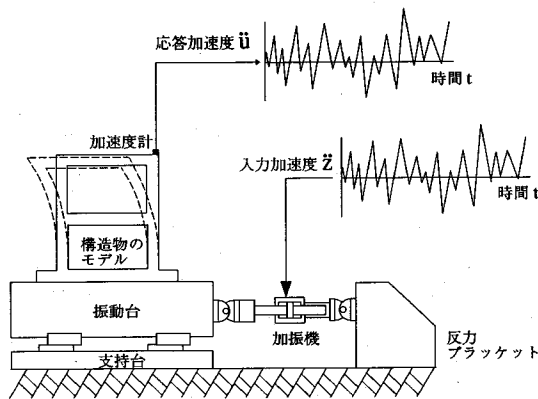 応答加速度 ü
時間 t
加速度計
入力加速度 z̈
時間 t
構造物の
モデル
振動台
加振機
反力
ブラッケット
支持台